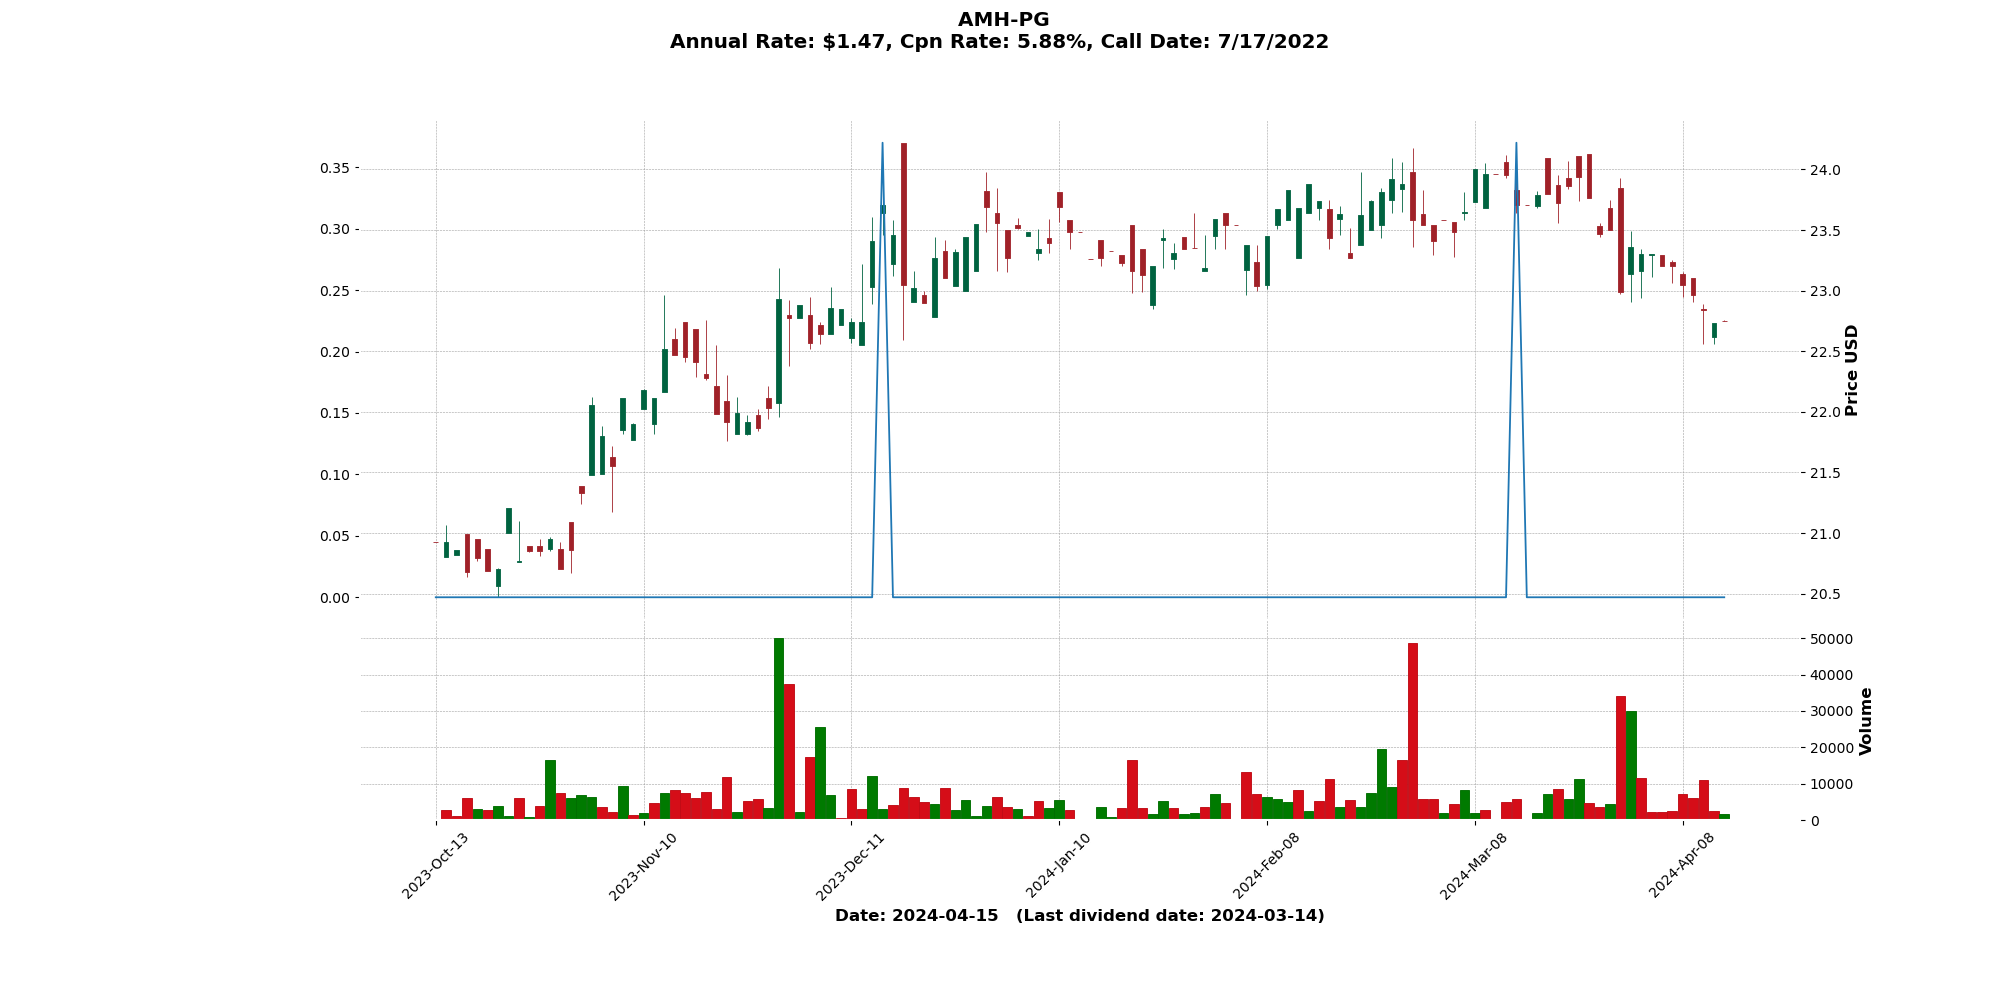 AMH-PG
Annual Rate: $1.47, Cpn Rate: 5.88%, Call Date: 7/17/2022
0.35
0.30
0.25
0.20
0.15
0.10
0.05
0.00
24.0
23.5
23.0
22.5
22.0
21.5
21.0
20.5
Price USD
50000
40000
30000
20000
10000
0
Volume
2023-Oct-13
2023-Nov-10
2023-Dec-11
2024-Jan-10
2024-Feb-08
2024-Mar-08
2024-Apr-08
Date: 2024-04-15 (Last dividend date: 2024-03-14)